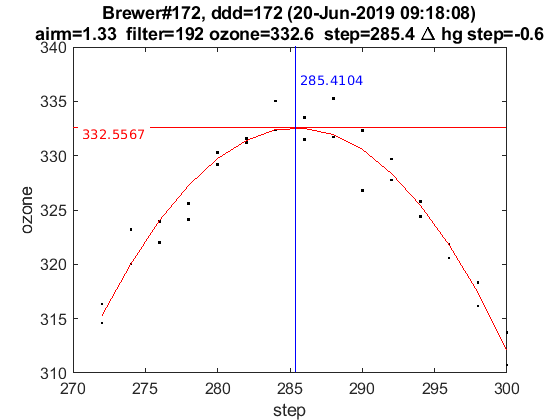 Brewer#172, ddd=172 (20-Jun-2019 09:18:08)
airm=1.33 filter=192 ozone=332.6 step=285.4 Δ hg step=-0.6
340
335
330
325
320
315
310
ozone
285.4104
332.5567
270 275 280 285 290 295 300
step